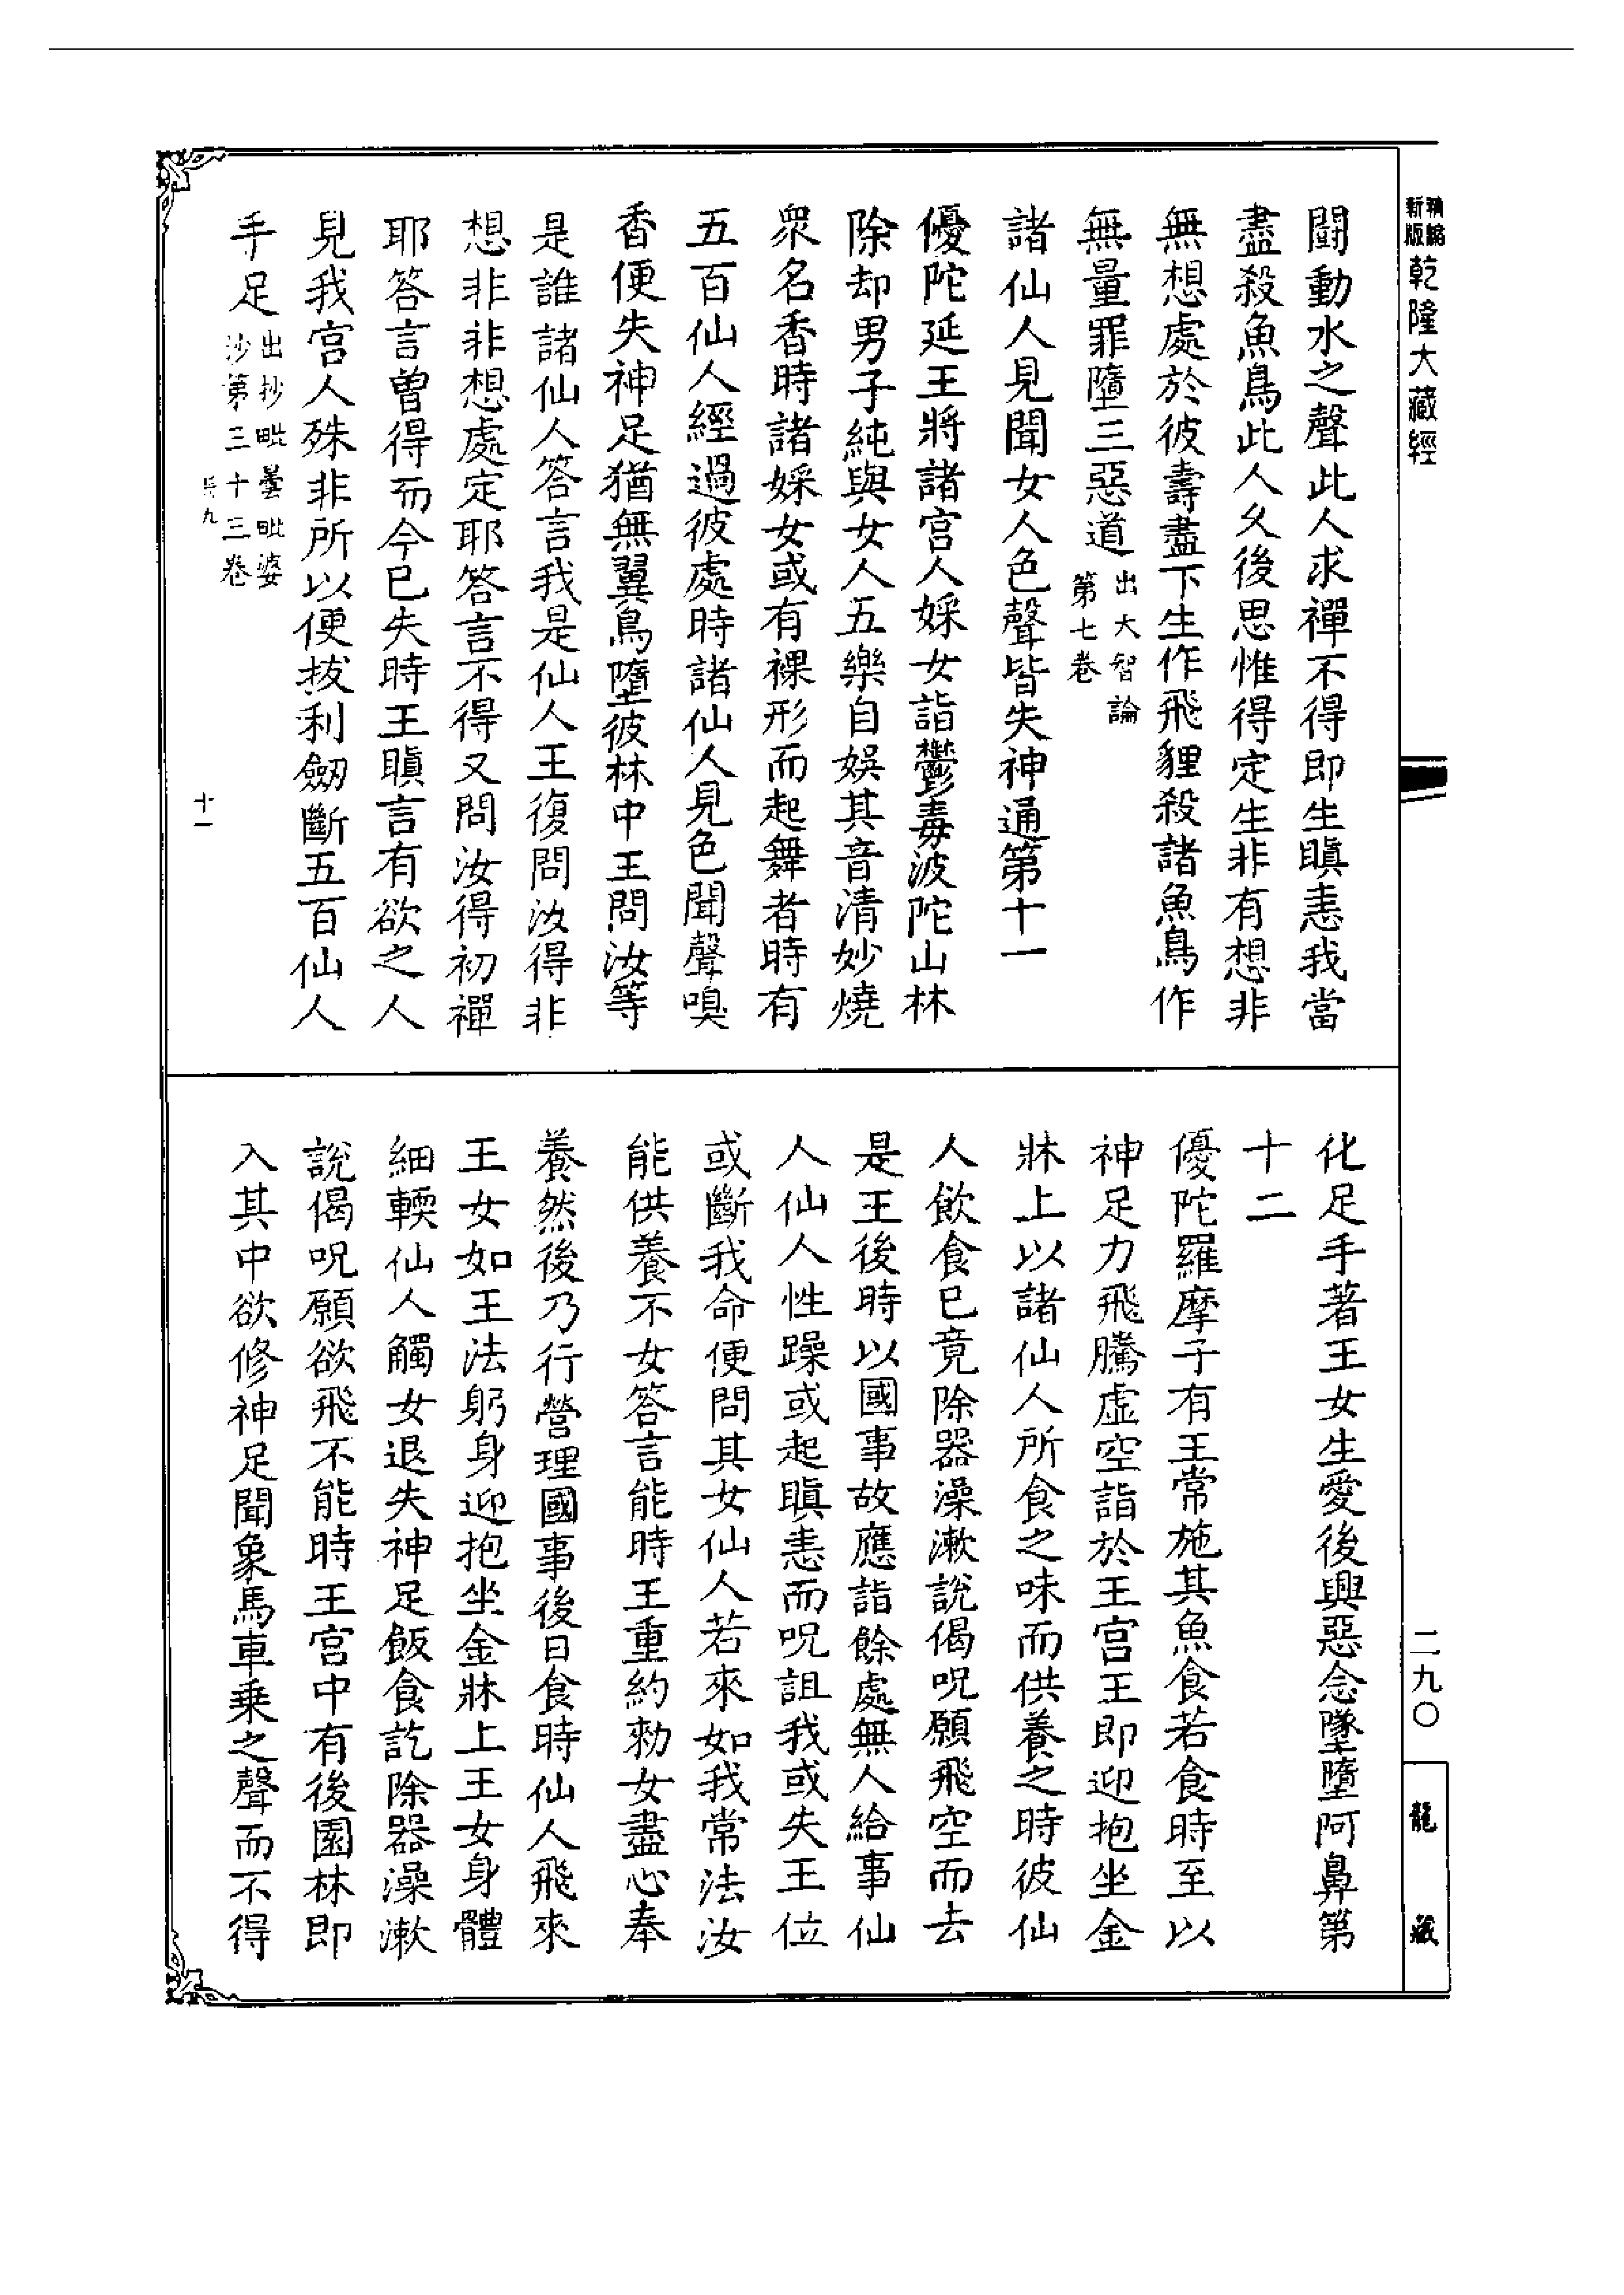 新版
乾隆大藏經
鬪動水之聲此人求禪不得即生瞋恚我當
盡殺魚鳥此人久後思惟得定生非有想非
無想處於彼壽盡下生作飛貍殺諸魚鳥作
無量罪墮三惡道出大智論
第七卷
諸仙人見聞女人色聲皆失神通第十一
優陀延王將諸宮人婇女詣鬱毒波陀山林
除却男子純與女人五樂自娛其音清妙燒
衆名香時諸婇女或有裸形而起舞者時有
五百仙人經過彼處時諸仙人見色聞聲嗅
香便失神足猶無翼鳥墮彼林中王問汝等
是誰諸仙人答言我是仙人王復問汝得非
想非非想處定耶答言不得又問汝得初禪
耶答言曾得而今已失時王瞋言有欲之人
見我宮人殊非所以便拔利劒斷五百仙人
手足出抄毗曇毗婆
沙第三十三卷
九
十一
化足手著王女生愛後興惡念墜墮阿鼻第
十二
優陀羅摩子有王常施其魚食若食時至以
神足力飛騰虛空詣於王宮王即迎抱坐金
牀上以諸仙人所食之味而供養之時彼仙
人飲食已竟除器澡漱說偈呪願飛空而去
是王後時以國事故應詣餘處無人給事仙
人仙人性躁或起瞋恚而呪詛我或失王位
或斷我命便問其女仙人若來如我常法汝
能供養不女答言能時王重約勑女盡心奉
養然後乃行營理國事後日食時仙人飛來
王女如王法躬身迎抱坐金牀上王女身體
細輭仙人觸女退失神足飯食訖除器澡漱
說偈呪願欲飛不能時王宮中有後園林即
入其中欲修神足聞象馬車乘之聲而不得
二九〇
龍藏